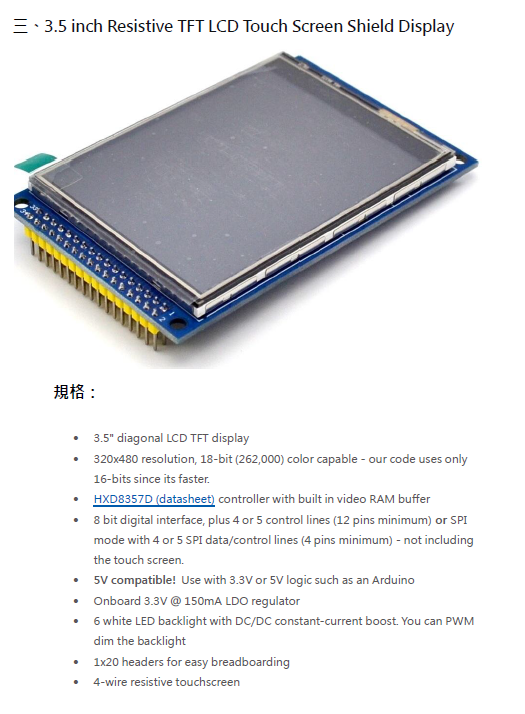 三、3.5 inch Resistive TFT LCD Touch Screen Shield Display
規格：
• 3.5" diagonal LCD TFT display
• 320x480 resolution, 18-bit (262,000) color capable - our code uses only
16-bits since its faster.
• HXD8357D (datasheet) controller with built in video RAM buffer
• 8 bit digital interface, plus 4 or 5 control lines (12 pins minimum) or SPI
mode with 4 or 5 SPI data/control lines (4 pins minimum) - not including
the touch screen.
• 5V compatible! Use with 3.3V or 5V logic such as an Arduino
• Onboard 3.3V @ 150mA LDO regulator
• 6 white LED backlight with DC/DC constant-current boost. You can PWM
dim the backlight
• 1x20 headers for easy breadboarding
• 4-wire resistive touchscreen